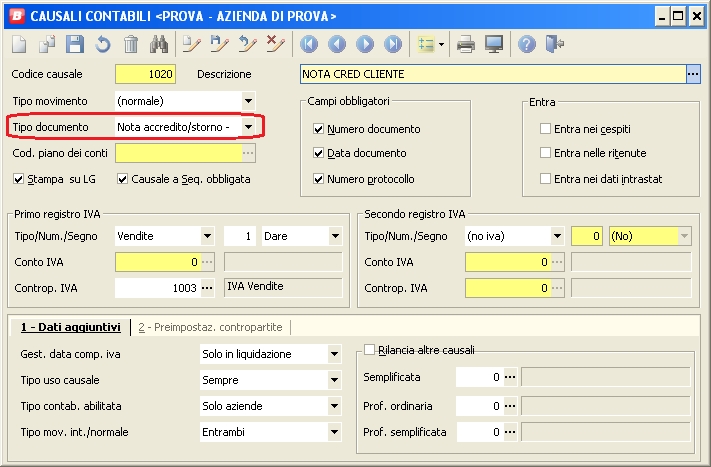 CAUSALI CONTABILI <PROVA - AZIENDA DI PROVA>
Codice causale 1020 Descrizione NOTA CRED CLIENTE ...
Tipo movimento (normale) Campi obbligatori Entra
Tipo documento Nota accredito/storno - Numero documento Entra nei cespiti
Cod. piano dei conti ... Data documento Entra nelle ritenute
Stampa su LG Causale a Seq. obbligata Numero protocollo Entra nei dati intrastat
Primo registro IVA Secondo registro IVA
Tipo/Num./Segno Vendite 1 Dare Tipo/Num./Segno (no iva) 0 (No)
Conto IVA 0 ... Conto IVA 0 ...
Controp. IVA 1003 ... IVA Vendite Controp. IVA 0 ...
1 - Dati aggiuntivi 2 - Preimpostaz. contropartite
Gest. data comp. iva Solo in liquidazione Rilancia altre causali
Tipo uso causale Sempre Semplificata 0 ...
Tipo contab. abilitata Solo aziende Prof. ordinaria 0 ...
Tipo mov. int./normale Entrambi Prof. semplificata 0 ...